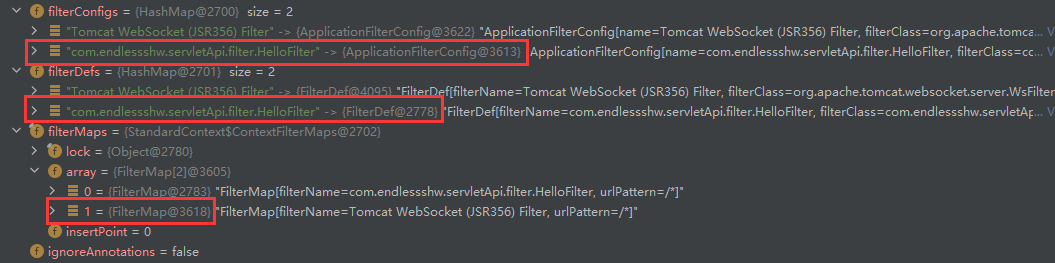 filterConfigs = {HashMap@2700} size = 2
"Tomcat WebSocket (JSR356) Filter" -> {ApplicationFilterConfig@3622} "ApplicationFilterConfig[name=Tomcat WebSocket (JSR356) Filter, filterClass=org.apache.tomca... V
"com.endlessshw.servletApi.filter.HelloFilter" -> {ApplicationFilterConfig@3613} "ApplicationFilterConfig[name=com.endlessshw.servletApi.filter.HelloFilter, filterClass=cc... V
filterDefs = {HashMap@2701} size = 2
"Tomcat WebSocket (JSR356) Filter" -> {FilterDef@4095} "FilterDef[filterName=Tomcat WebSocket (JSR356) Filter, filterClass=org.apache.tomcat.websocket.server.WsFilter
"com.endlessshw.servletApi.filter.HelloFilter" -> {FilterDef@2778} "FilterDef[filterName=com.endlessshw.servletApi.filter.HelloFilter, filterClass=com.endlessshw.servletAp... V
filterMaps = {StandardContext$ContextFilterMaps@2702}
lock = {Object@2780}
array = {FilterMap[2]@3605}
0 = {FilterMap@2783} "FilterMap[filterName=com.endlessshw.servletApi.filter.HelloFilter, urlPattern=/*]"
1 = {FilterMap@3618} "FilterMap[filterName=Tomcat WebSocket (JSR356) Filter, urlPattern=/*]"
insertPoint = 0
ignoreAnnotations = false